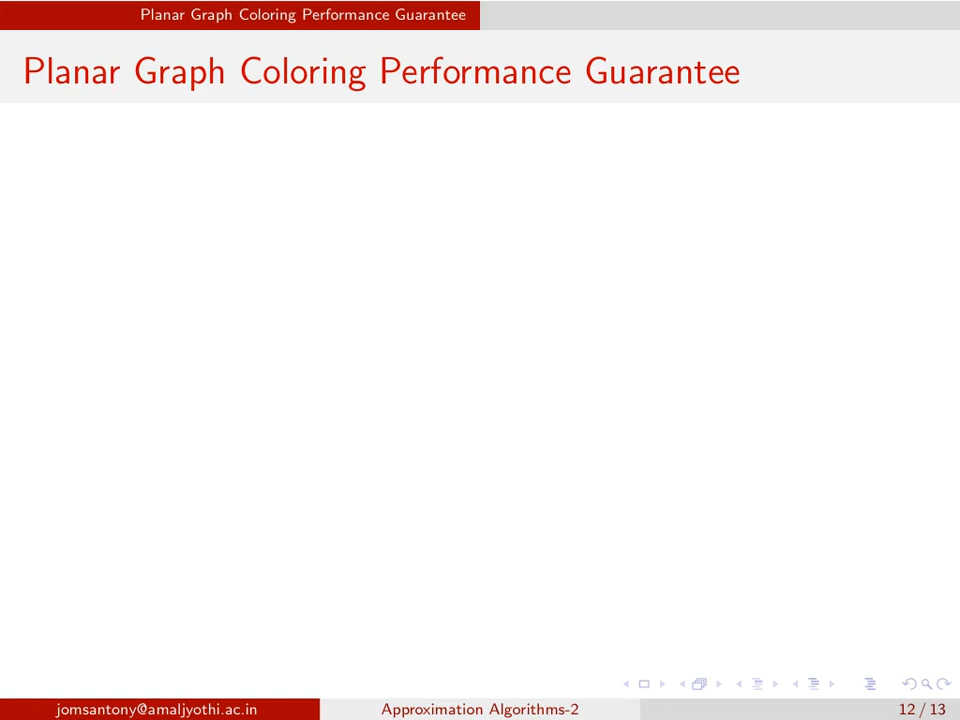 Planar Graph Coloring Performance Guarantee
Planar Graph Coloring Performance Guarantee
jomsantony@amaljyothi.ac.in
Approximation Algorithms-2
12 / 13